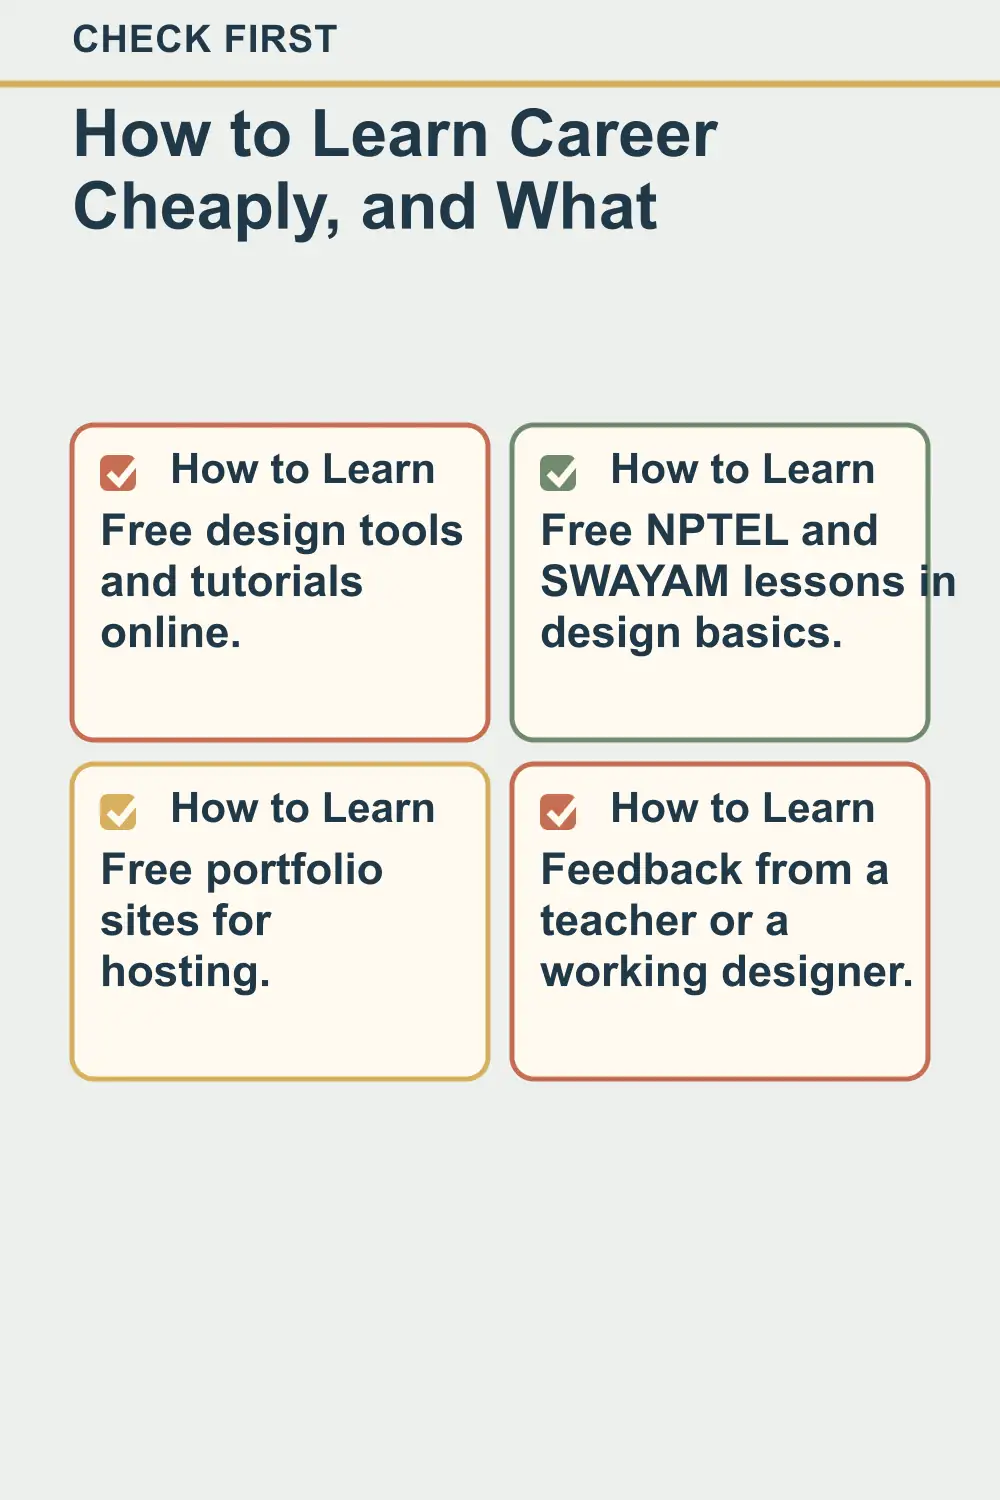 CHECK FIRST
How to Learn Career
Cheaply, and What
How to Learn
Free design tools
and tutorials
online.
How to Learn
Free NPTEL and
SWAYAM lessons in
design basics.
How to Learn
Free portfolio
sites for
hosting.
How to Learn
Feedback from a
teacher or a
working designer.